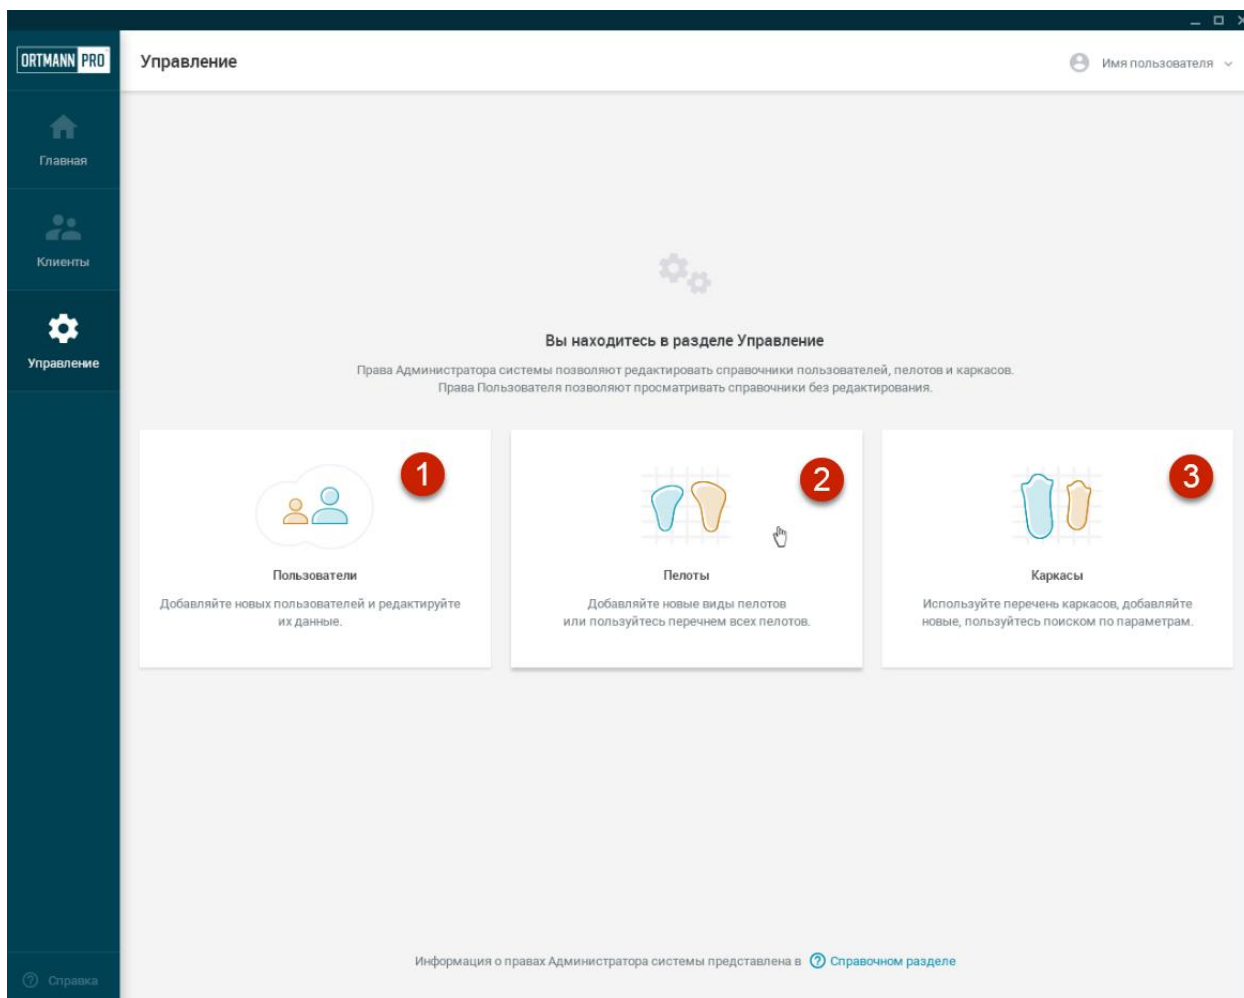 ORTMANN PRO
Управление
Имя пользователя
Главная
Клиенты
Управление
Вы находитесь в разделе Управление
Права Администратора системы позволяют редактировать справочники пользователей, пелотов и каркасов.
Права Пользователя позволяют просматривать справочники без редактирования.
1
2
3
Пользователи
Добавляйте новых пользователей и редактируйте
их данные.
Пелоты
Добавляйте новые виды пелотов
или пользуйтесь перечнем всех пелотов.
Каркасы
Используйте перечень каркасов, добавляйте
новые, пользуйтесь поиском по параметрам.
Информация о правах Администратора системы представлена в ? Справочном разделе
? Справка